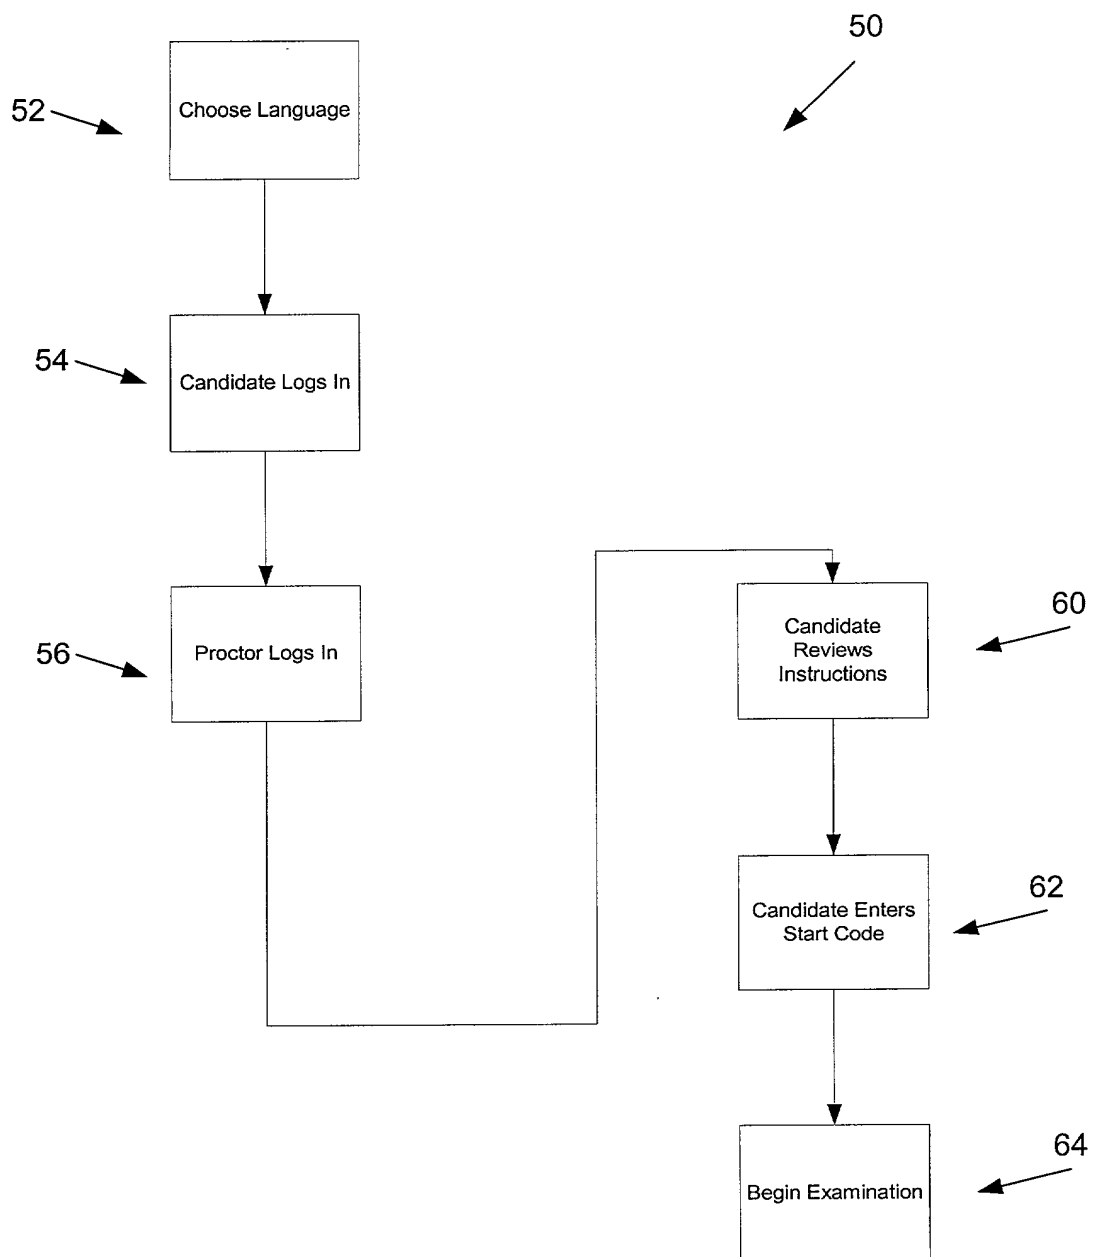 50
52
Choose Language
54
Candidate Logs In
56
Proctor Logs In
60
Candidate
Reviews
Instructions
62
Candidate Enters
Start Code
64
Begin Examination